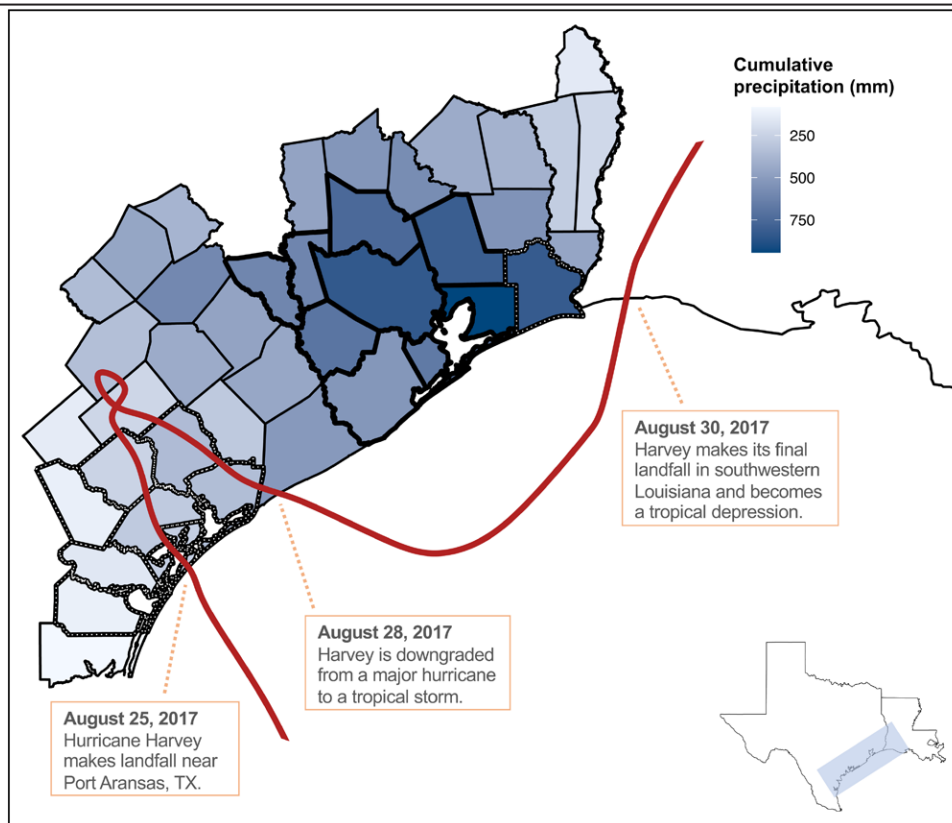 Cumulative
precipitation (mm)
250
500
750
August 30, 2017
Harvey makes its final
landfall in southwestern
Louisiana and becomes
a tropical depression.
August 28, 2017
Harvey is downgraded
from a major hurricane
to a tropical storm.
August 25, 2017
Hurricane Harvey
makes landfall near
Port Aransas, TX.